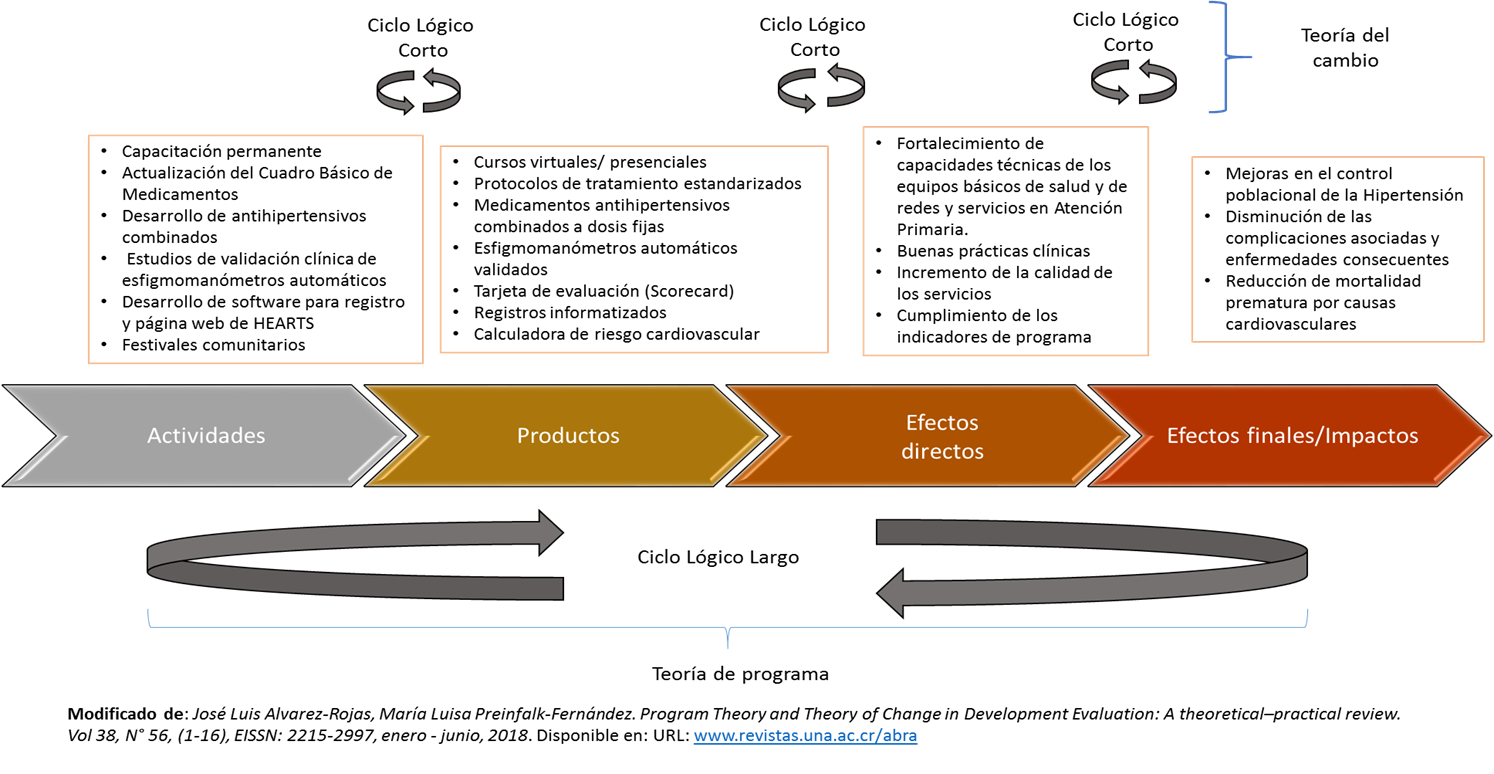 Ciclo Lógico
Corto
Ciclo Lógico
Corto
Ciclo Lógico
Corto
Teoría del
cambio
• Capacitación permanente
• Actualización del Cuadro Básico de
Medicamentos
• Desarrollo de antihipertensivos
combinados
• Estudios de validación clínica de
esfigmomanómetros automáticos
• Desarrollo de software para registro
y página web de HEARTS
• Festivales comunitarios
• Cursos virtuales/ presenciales
• Protocolos de tratamiento estandarizados
• Medicamentos antihipertensivos
combinados a dosis fijas
• Esfigmomanómetros automáticos
validados
• Tarjeta de evaluación (Scorecard)
• Registros informatizados
• Calculadora de riesgo cardiovascular
• Fortalecimiento de
capacidades técnicas de los
equipos básicos de salud y de
redes y servicios en Atención
Primaria.
• Buenas prácticas clínicas
• Incremento de la calidad de
los servicios
• Cumplimiento de los
indicadores de programa
• Mejoras en el control
poblacional de la Hipertensión
• Disminución de las
complicaciones asociadas y
enfermedades consecuentes
• Reducción de mortalidad
prematura por causas
cardiovasculares
Actividades
Productos
Efectos
directos
Efectos finales/Impactos
Ciclo Lógico Largo
Teoría de programa
Modificado de: José Luis Alvarez-Rojas, María Luisa Preinfalk-Fernández. Program Theory and Theory of Change in Development Evaluation: A theoretical–practical review.
Vol 38, N° 56, (1-16), EISSN: 2215-2997, enero - junio, 2018. Disponible en: URL: www.revistas.una.ac.cr/abra